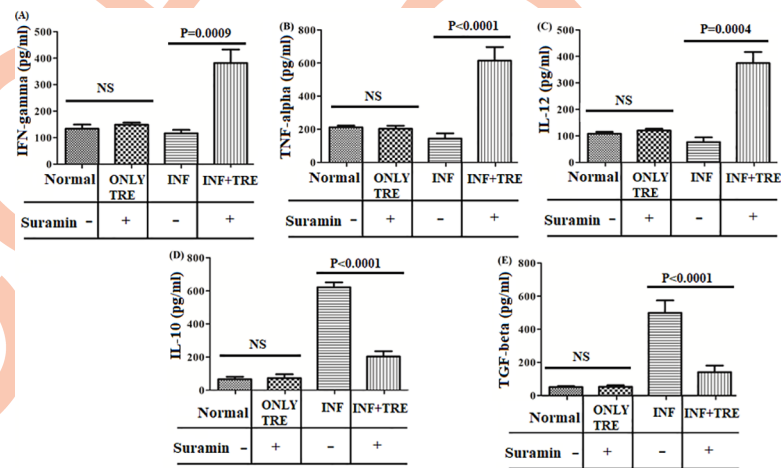 (A)
IFN-gamma (pg/ml)
500
400
300
200
100
0
NS
P=0.0009
Normal ONLY TRE INF INF+TRE
Suramin - + - +
(B)
TNF-alpha (pg/ml)
800
600
400
200
0
NS
P<0.0001
Normal ONLY TRE INF INF+TRE
Suramin - + - +
(C)
IL-12 (pg/ml)
500
400
300
200
100
0
NS
P=0.0004
Normal ONLY TRE INF INF+TRE
Suramin - + - +
(D)
IL-10 (pg/ml)
800
600
400
200
0
NS
P<0.0001
Normal ONLY TRE INF INF+TRE
Suramin - + - +
(E)
TGF-beta (pg/ml)
800
600
400
200
0
NS
P<0.0001
Normal ONLY TRE INF INF+TRE
Suramin - + - +